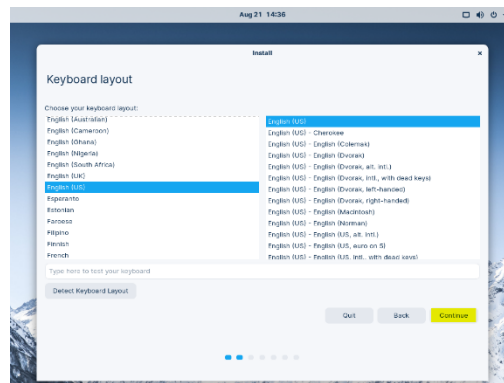 Aug 21 14:36
Install
Keyboard layout
Choose your keyboard layout:
English (Australian)
English (Cameroon)
English (Ghana)
English (Nigeria)
English (South Africa)
English (UK)
English (US)
Esperanto
Estonian
Faroese
Filipino
Finnish
French
English (US)
English (US) - Cherokee
English (US) - English (Colemak)
English (US) - English (Dvorak)
English (US) - English (Dvorak, alt. intl.)
English (US) - English (Dvorak, intl., with dead keys)
English (US) - English (Dvorak, left-handed)
English (US) - English (Dvorak, right-handed)
English (US) - English (Macintosh)
English (US) - English (Norman)
English (US) - English (US, alt. intl.)
English (US) - English (US, euro on 5)
English (US) - English (US, intl., with dead keys)
Type here to test your keyboard
Detect Keyboard Layout
Quit
Back
Continue